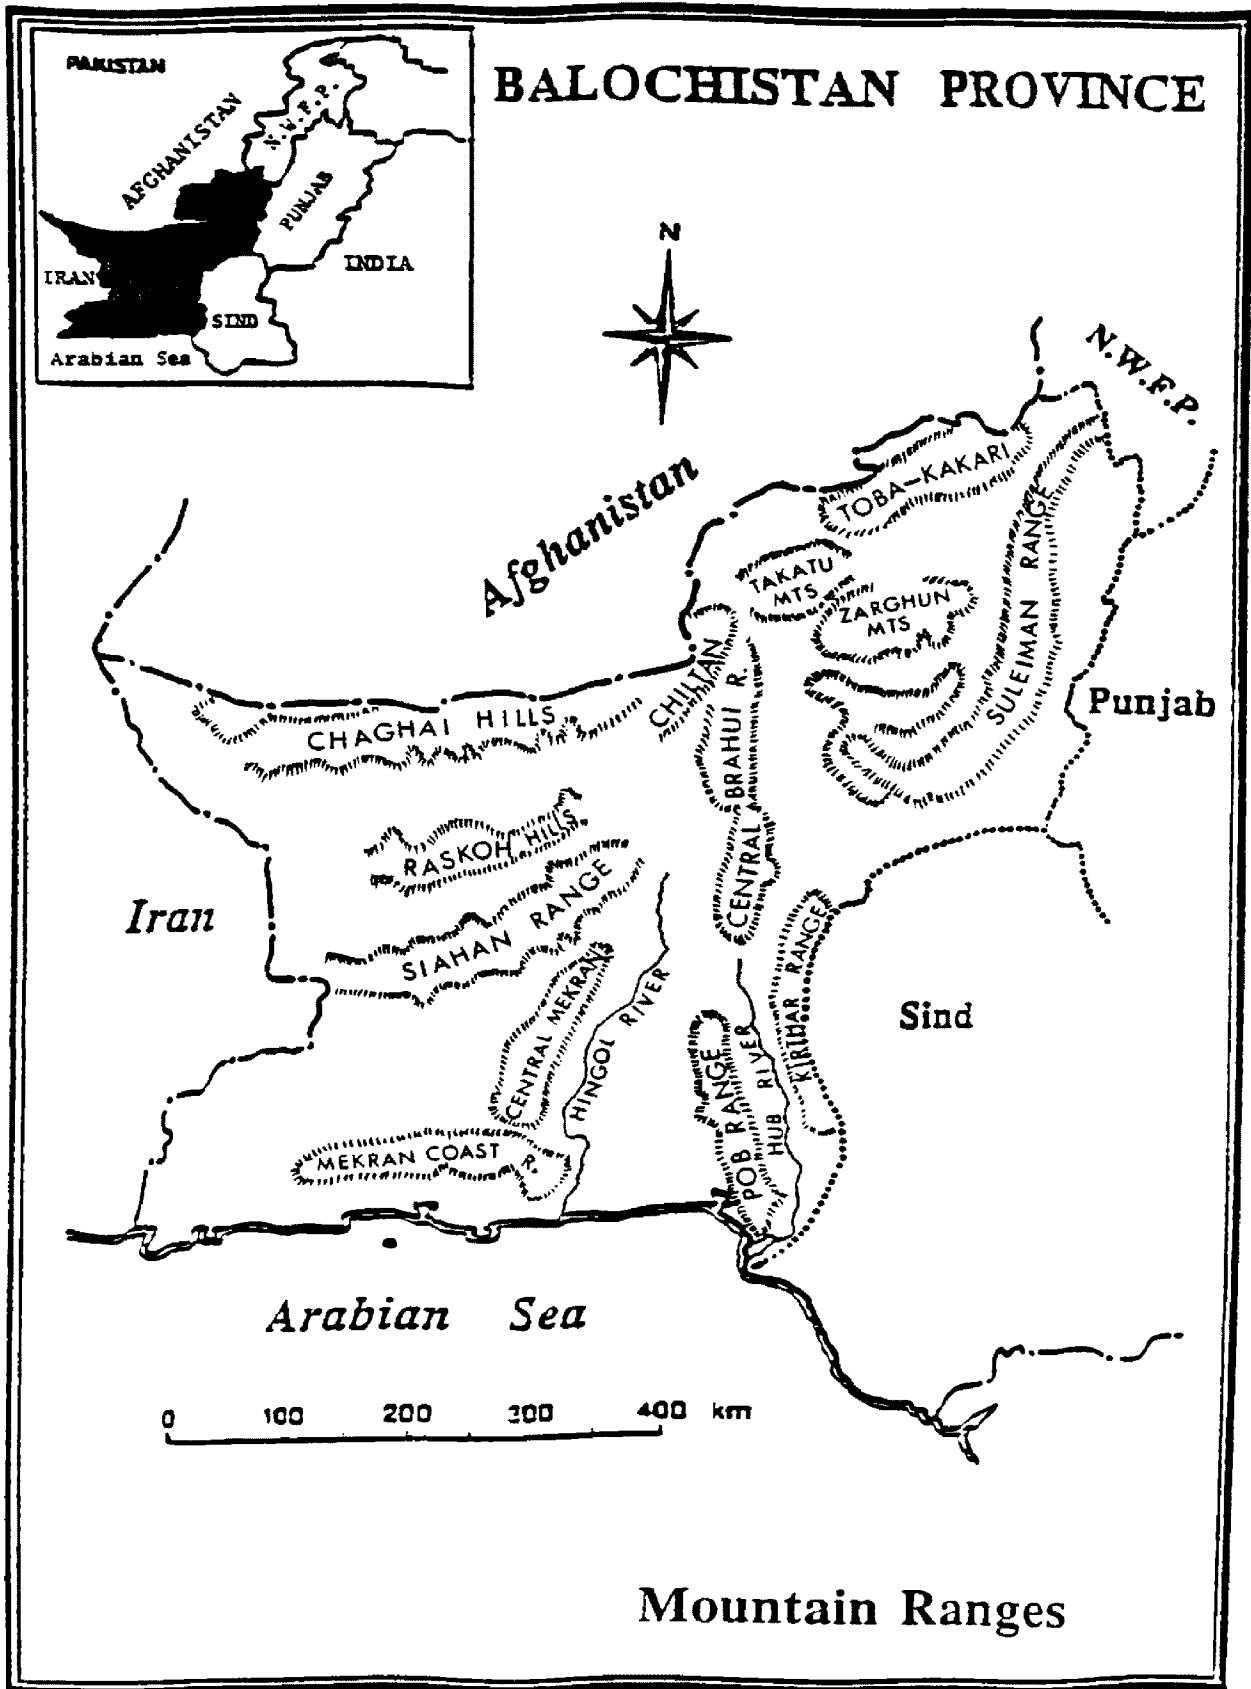 PAKISTAN
AFGHANISTAN
N.W.F.P.
PUNJAB
IRAN
INDIA
SIND
Arabian Sea
BALOCHISTAN PROVINCE
N
N.W.F.P.
Afghanistan
TOBA-KAKARI
TAKATU
MTS
ZARGHUN
MTS
SULEIMAN RANGE
CHILTAN
Punjab
CHAGHAI HILLS
CENTRAL BRAHUI R.
RASKOH HILLS
Iran
SIAHAN RANGE
KIRTHAR RANGE
CENTRAL MEKRANS
HINGOL RIVER
Sind
POB RANGE
HUB RIVER
MEKRAN COAST R.
Arabian Sea
0 100 200 300 400 km
Mountain Ranges